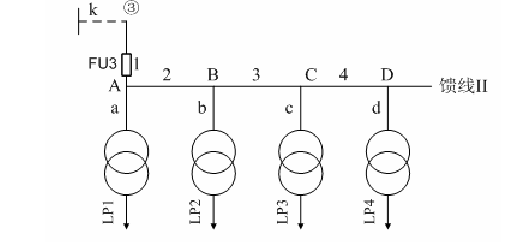 k ③
FU3 1
A 2 B 3 C 4 D 馈线II
a b c d
LP1 LP2 LP3 LP4